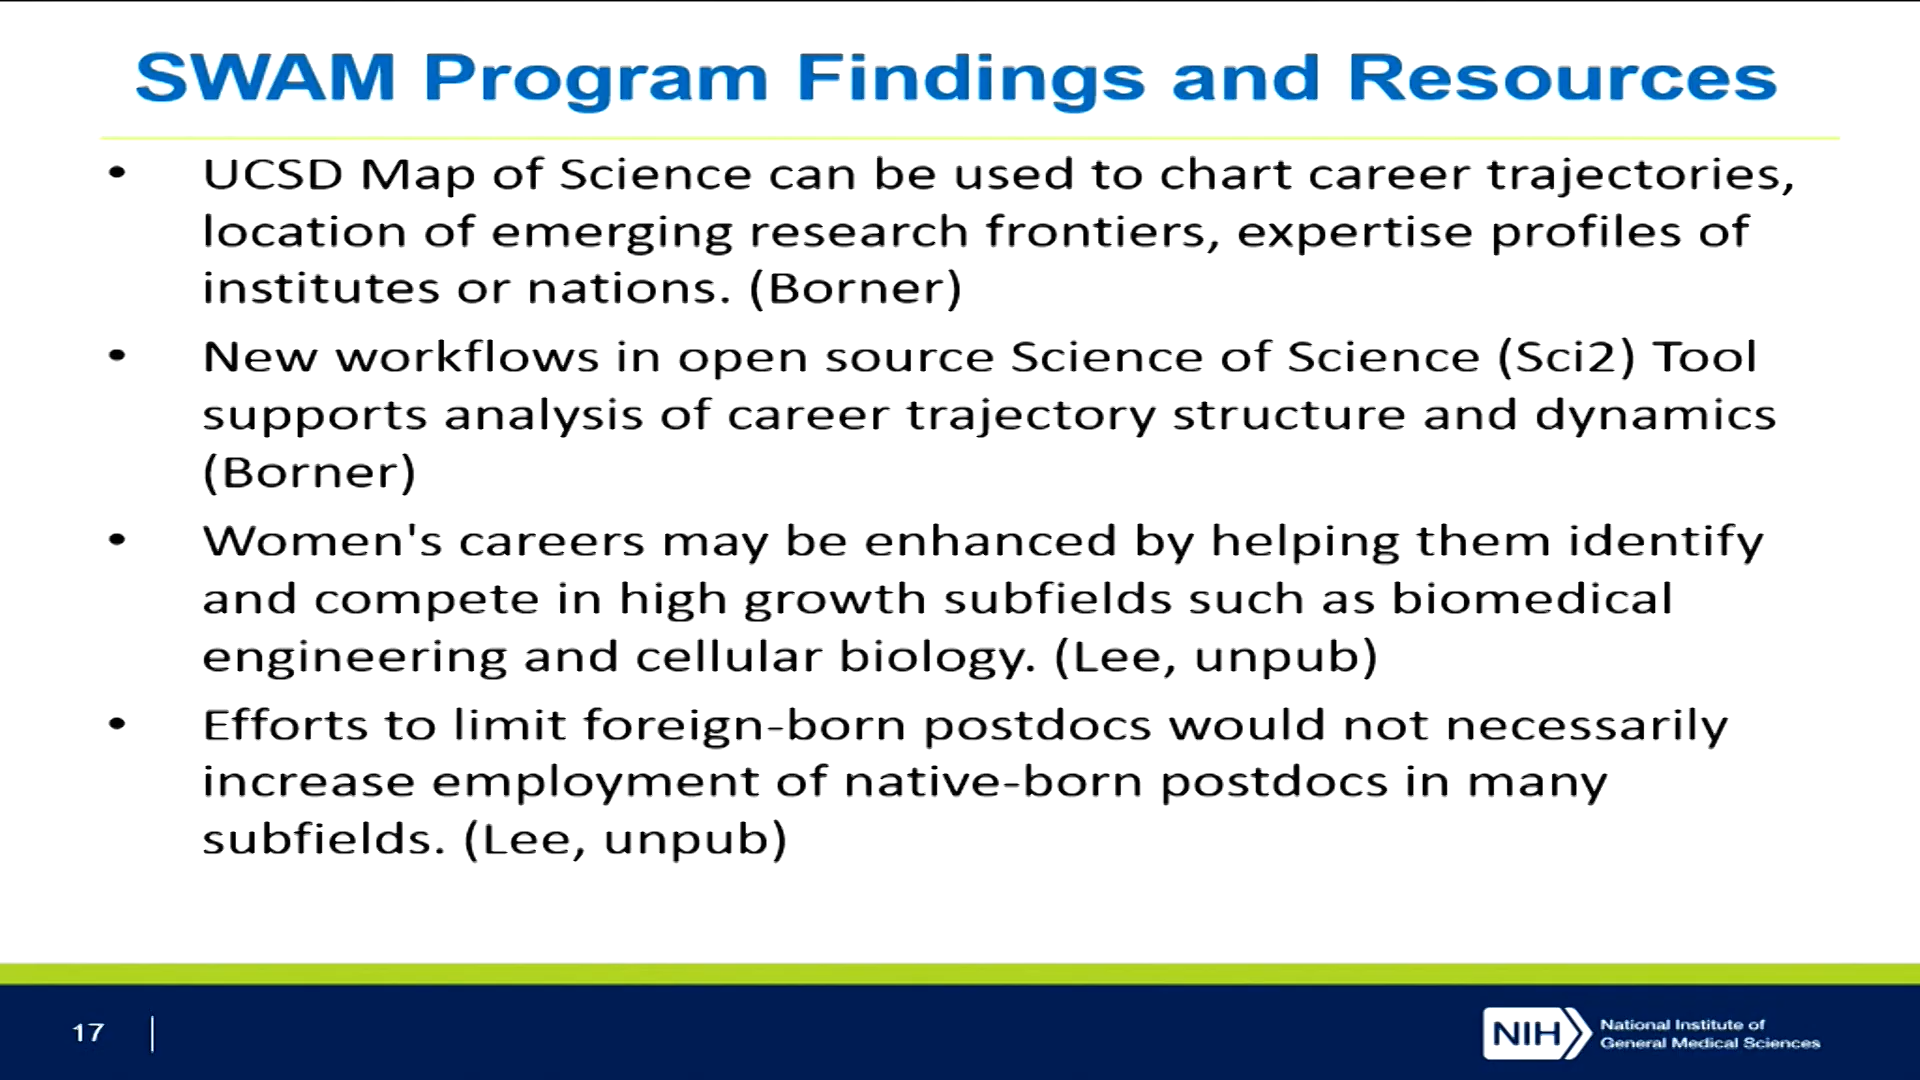 SWAM Program Findings and Resources
• UCSD Map of Science can be used to chart career trajectories,
location of emerging research frontiers, expertise profiles of
institutes or nations. (Borner)
• New workflows in open source Science of Science (Sci2) Tool
supports analysis of career trajectory structure and dynamics
(Borner)
• Women's careers may be enhanced by helping them identify
and compete in high growth subfields such as biomedical
engineering and cellular biology. (Lee, unpub)
• Efforts to limit foreign-born postdocs would not necessarily
increase employment of native-born postdocs in many
subfields. (Lee, unpub)
17
NIH
National Institute of
General Medical Sciences